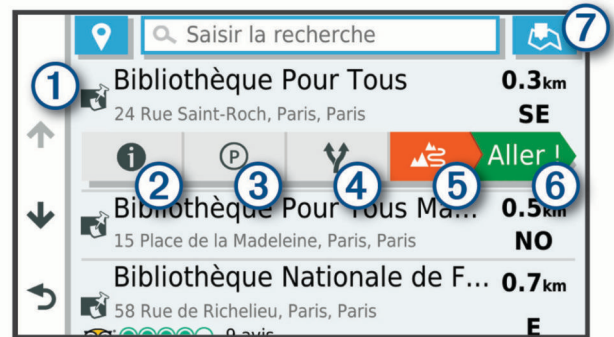 Saisir la recherche
7
1
Bibliothèque Pour Tous
0.3km
24 Rue Saint-Roch, Paris, Paris
SE
i
P
Aller !
2
3
4
5
6
Bibliothèque Pour Tous Ma...
0.5km
15 Place de la Madeleine, Paris, Paris
NO
Bibliothèque Nationale de F...
0.7km
58 Rue de Richelieu, Paris, Paris
E
9 avis